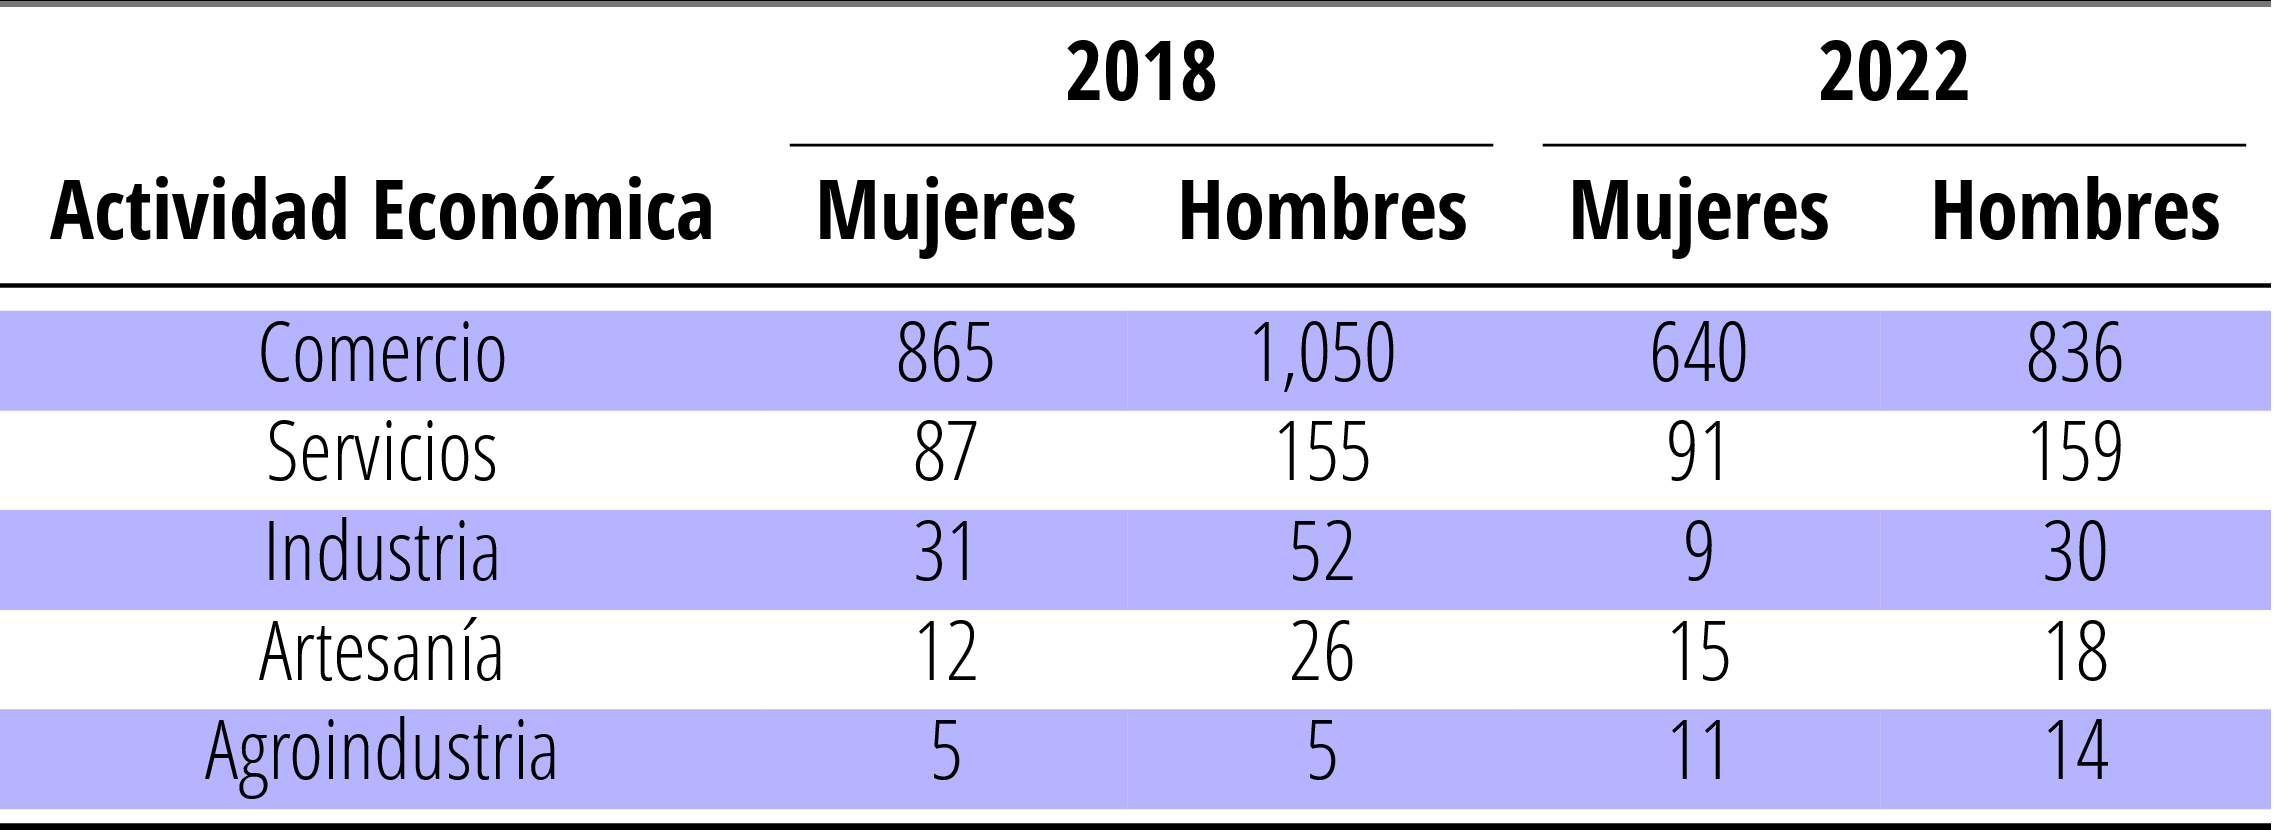 2018 2022
Actividad Económica Mujeres Hombres Mujeres Hombres
Comercio 865 1,050 640 836
Servicios 87 155 91 159
Industria 31 52 9 30
Artesanía 12 26 15 18
Agroindustria 5 5 11 14